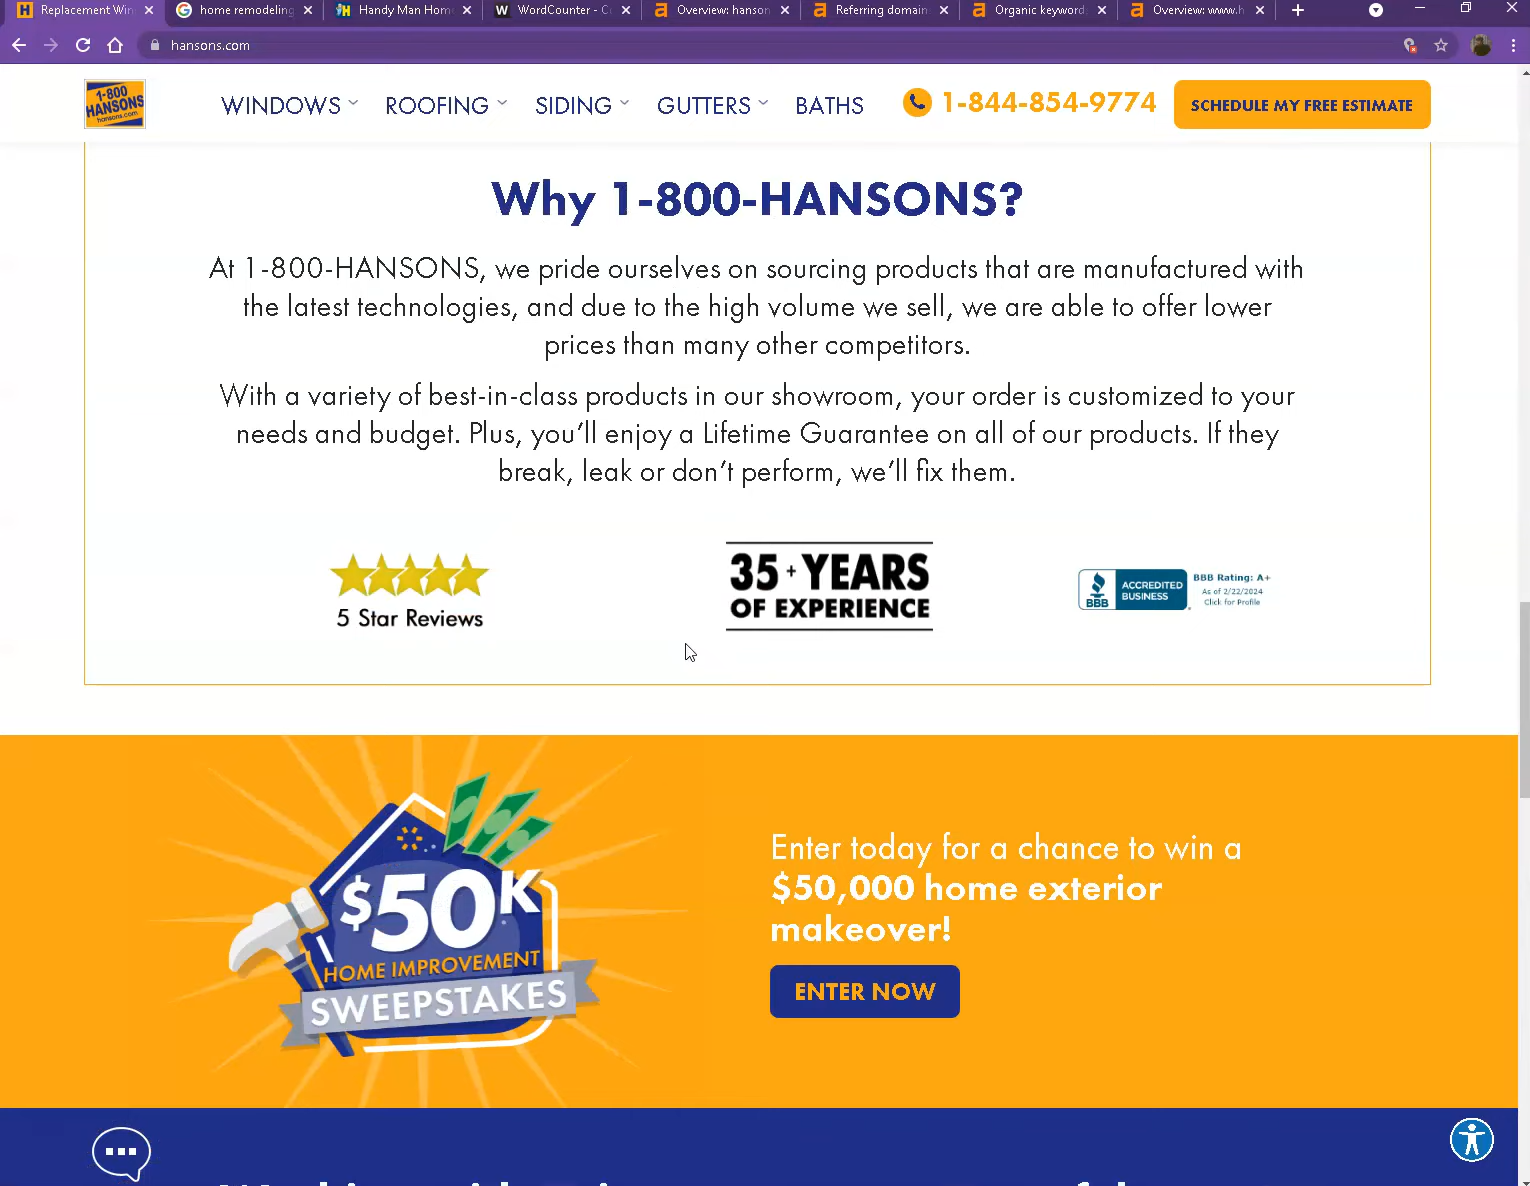 Replacement Win
home remodeling
Handy Man Hom
WordCounter - C
Overview: hanson
Referring domain
Organic keyword
Overview: www.h
hansons.com
1-800
HANSONS
hansons.com
WINDOWS
ROOFING
SIDING
GUTTERS
BATHS
1-844-854-9774
SCHEDULE MY FREE ESTIMATE
Why 1-800-HANSONS?
At 1-800-HANSONS, we pride ourselves on sourcing products that are manufactured with
the latest technologies, and due to the high volume we sell, we are able to offer lower
prices than many other competitors.
With a variety of best-in-class products in our showroom, your order is customized to your
needs and budget. Plus, you’ll enjoy a Lifetime Guarantee on all of our products. If they
break, leak or don’t perform, we’ll fix them.
5 Star Reviews
35+ YEARS
OF EXPERIENCE
BBB
ACCREDITED
BUSINESS
BBB Rating: A+
As of 2/22/2024
Click for Profile
$50K
HOME IMPROVEMENT
SWEEPSTAKES
Enter today for a chance to win a
$50,000 home exterior
makeover!
ENTER NOW